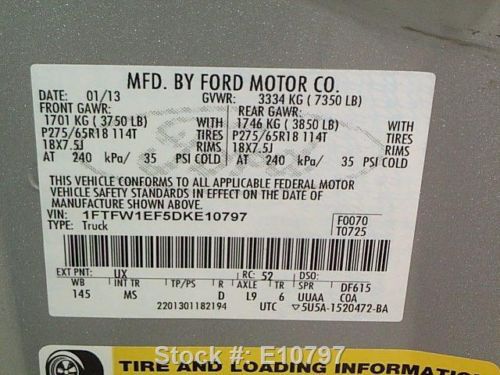 MFD. BY FORD MOTOR CO.
DATE: 01/13 GVWR: 3334 KG ( 7350 LB)
FRONT GAWR: REAR GAWR:
1701 KG ( 3750 LB) WITH 1746 KG ( 3850 LB) WITH
P275/65R18 114T TIRES P275/65R18 114T TIRES
18X7.5J RIMS 18X7.5J RIMS
AT 240 kPa/ 35 PSI COLD AT 240 kPa/ 35 PSI COLD
THIS VEHICLE CONFORMS TO ALL APPLICABLE FEDERAL MOTOR
VEHICLE SAFETY STANDARDS IN EFFECT ON THE DATE OF
MANUFACTURE SHOWN ABOVE.
VIN: 1FTFW1EF5DKE10797 F0070
TYPE: Truck T0725
EXT PNT: UX RC: 52 DSO:
WB INT TR TP/PS R AXLE TR SPR DF615
145 MS D L9 6 UUAA COA
2201301182194 UTC ▽5U5A-1520472-BA
TIRE AND LOADING INFORMATION
Stock #: E10797